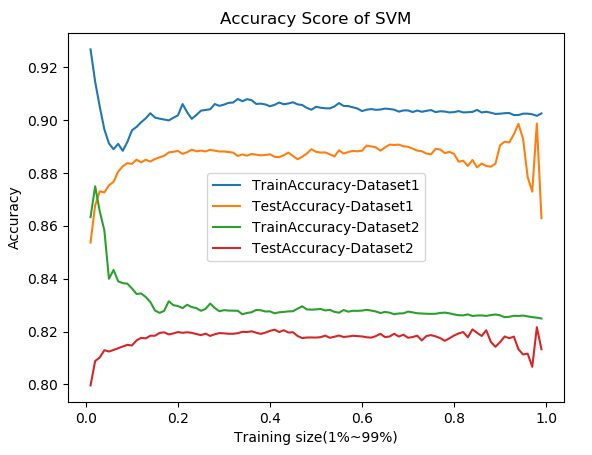 Accuracy Score of SVM
Accuracy
0.92
0.90
0.88
0.86
0.84
0.82
0.80
TrainAccuracy-Dataset1
TestAccuracy-Dataset1
TrainAccuracy-Dataset2
TestAccuracy-Dataset2
0.0 0.2 0.4 0.6 0.8 1.0
Training size(1%~99%)